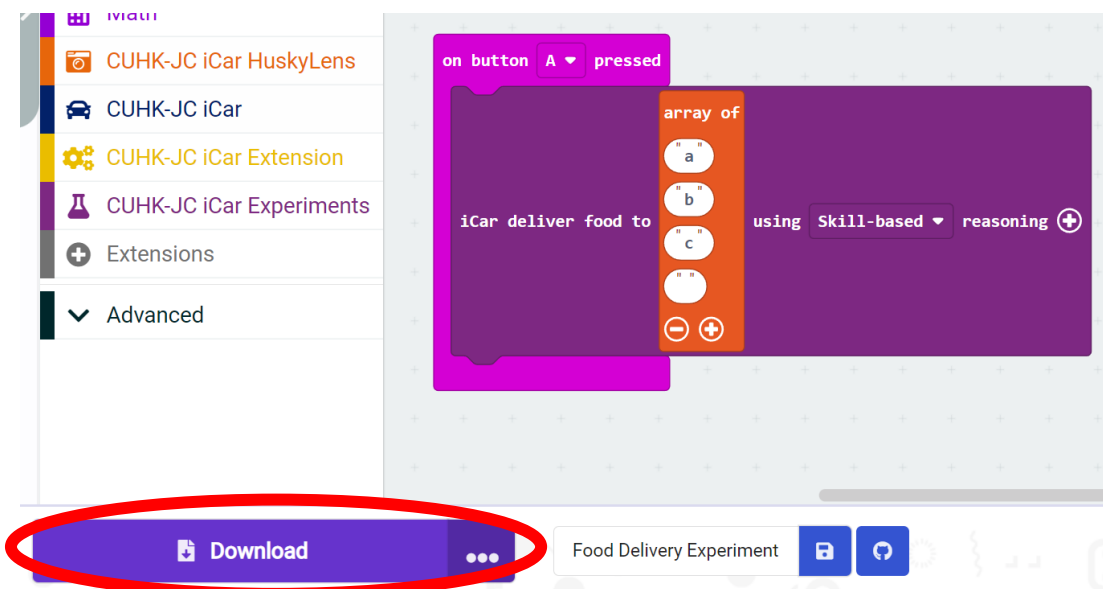 Math
CUHK-JC iCar HuskyLens
CUHK-JC iCar
CUHK-JC iCar Extension
CUHK-JC iCar Experiments
Extensions
Advanced
on button A pressed
array of
"a"
"b"
iCar deliver food to using Skill-based reasoning
"c"
" "
Download
Food Delivery Experiment